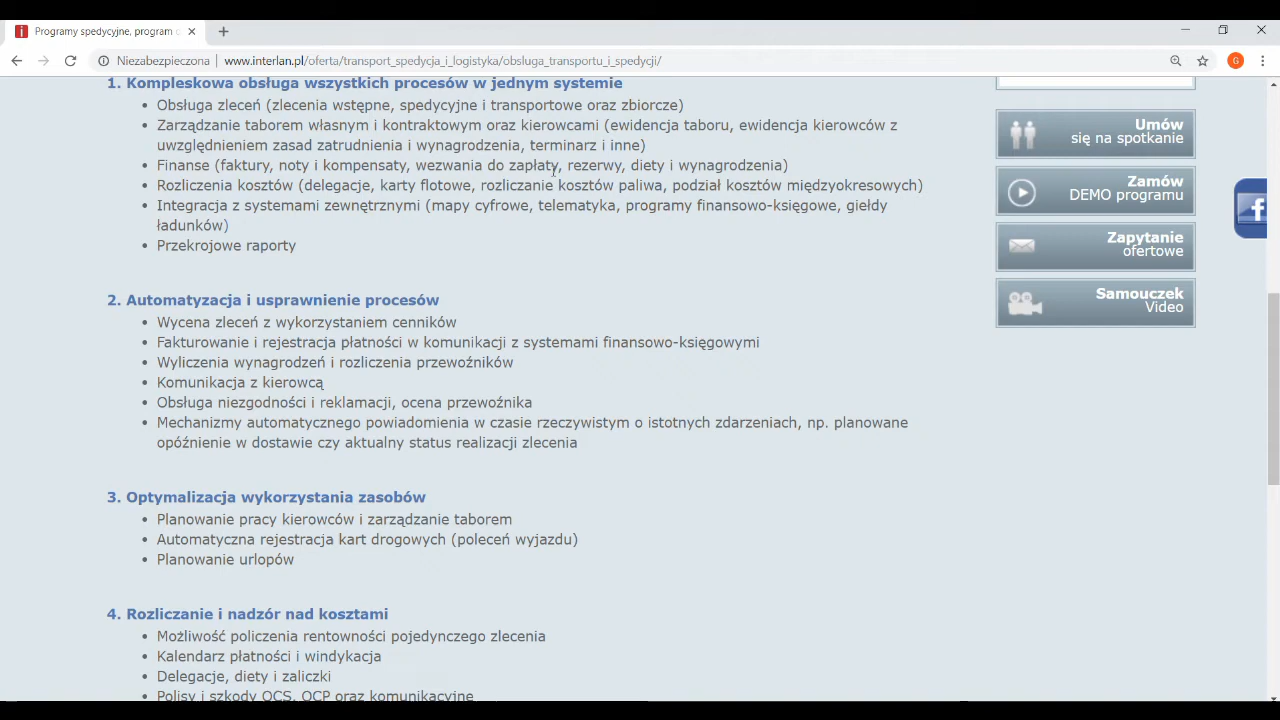 Programy spedycyjne, program
Niezabezpieczona
www.interlan.pl/oferta/transport_spedycja_i_logistyka/obsluga_transportu_i_spedycji/
G
1. Kompleskowa obsługa wszystkich procesów w jednym systemie
• Obsługa zleceń (zlecenia wstępne, spedycyjne i transportowe oraz zbiorcze)
• Zarządzanie taborem własnym i kontraktowym oraz kierowcami (ewidencja taboru, ewidencja kierowców z
uwzględnieniem zasad zatrudnienia i wynagrodzenia, terminarz i inne)
• Finanse (faktury, noty i kompensaty, wezwania do zapłaty, rezerwy, diety i wynagrodzenia)
• Rozliczenia kosztów (delegacje, karty flotowe, rozliczanie kosztów paliwa, podział kosztów międzyokresowych)
• Integracja z systemami zewnętrznymi (mapy cyfrowe, telematyka, programy finansowo-księgowe, giełdy
ładunków)
• Przekrojowe raporty
2. Automatyzacja i usprawnienie procesów
• Wycena zleceń z wykorzystaniem cenników
• Fakturowanie i rejestracja płatności w komunikacji z systemami finansowo-księgowymi
• Wyliczenia wynagrodzeń i rozliczenia przewoźników
• Komunikacja z kierowcą
• Obsługa niezgodności i reklamacji, ocena przewoźnika
• Mechanizmy automatycznego powiadomienia w czasie rzeczywistym o istotnych zdarzeniach, np. planowane
opóźnienie w dostawie czy aktualny status realizacji zlecenia
3. Optymalizacja wykorzystania zasobów
• Planowanie pracy kierowców i zarządzanie taborem
• Automatyczna rejestracja kart drogowych (poleceń wyjazdu)
• Planowanie urlopów
4. Rozliczanie i nadzór nad kosztami
• Możliwość policzenia rentowności pojedynczego zlecenia
• Kalendarz płatności i windykacja
• Delegacje, diety i zaliczki
• Polisy i szkody OCS, OCP oraz komunikacyjne
Umów
się na spotkanie
Zamów
DEMO programu
Zapytanie
ofertowe
Samouczek
Video
f